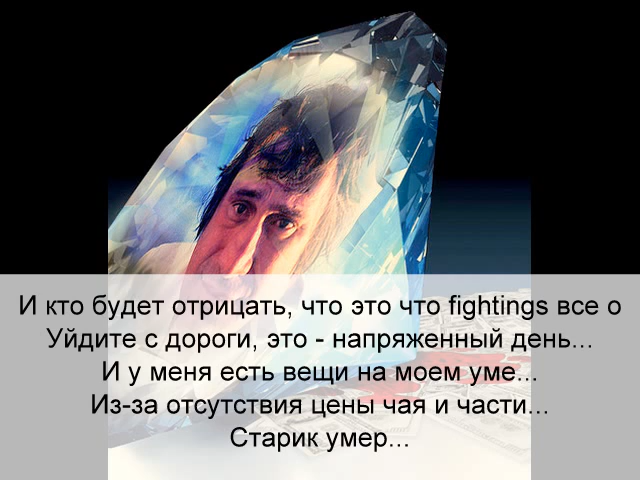 И кто будет отрицать, что это что fightings все о
Уйдите с дороги, это - напряженный день...
И у меня есть вещи на моем уме...
Из-за отсутствия цены чая и части...
Старик умер...